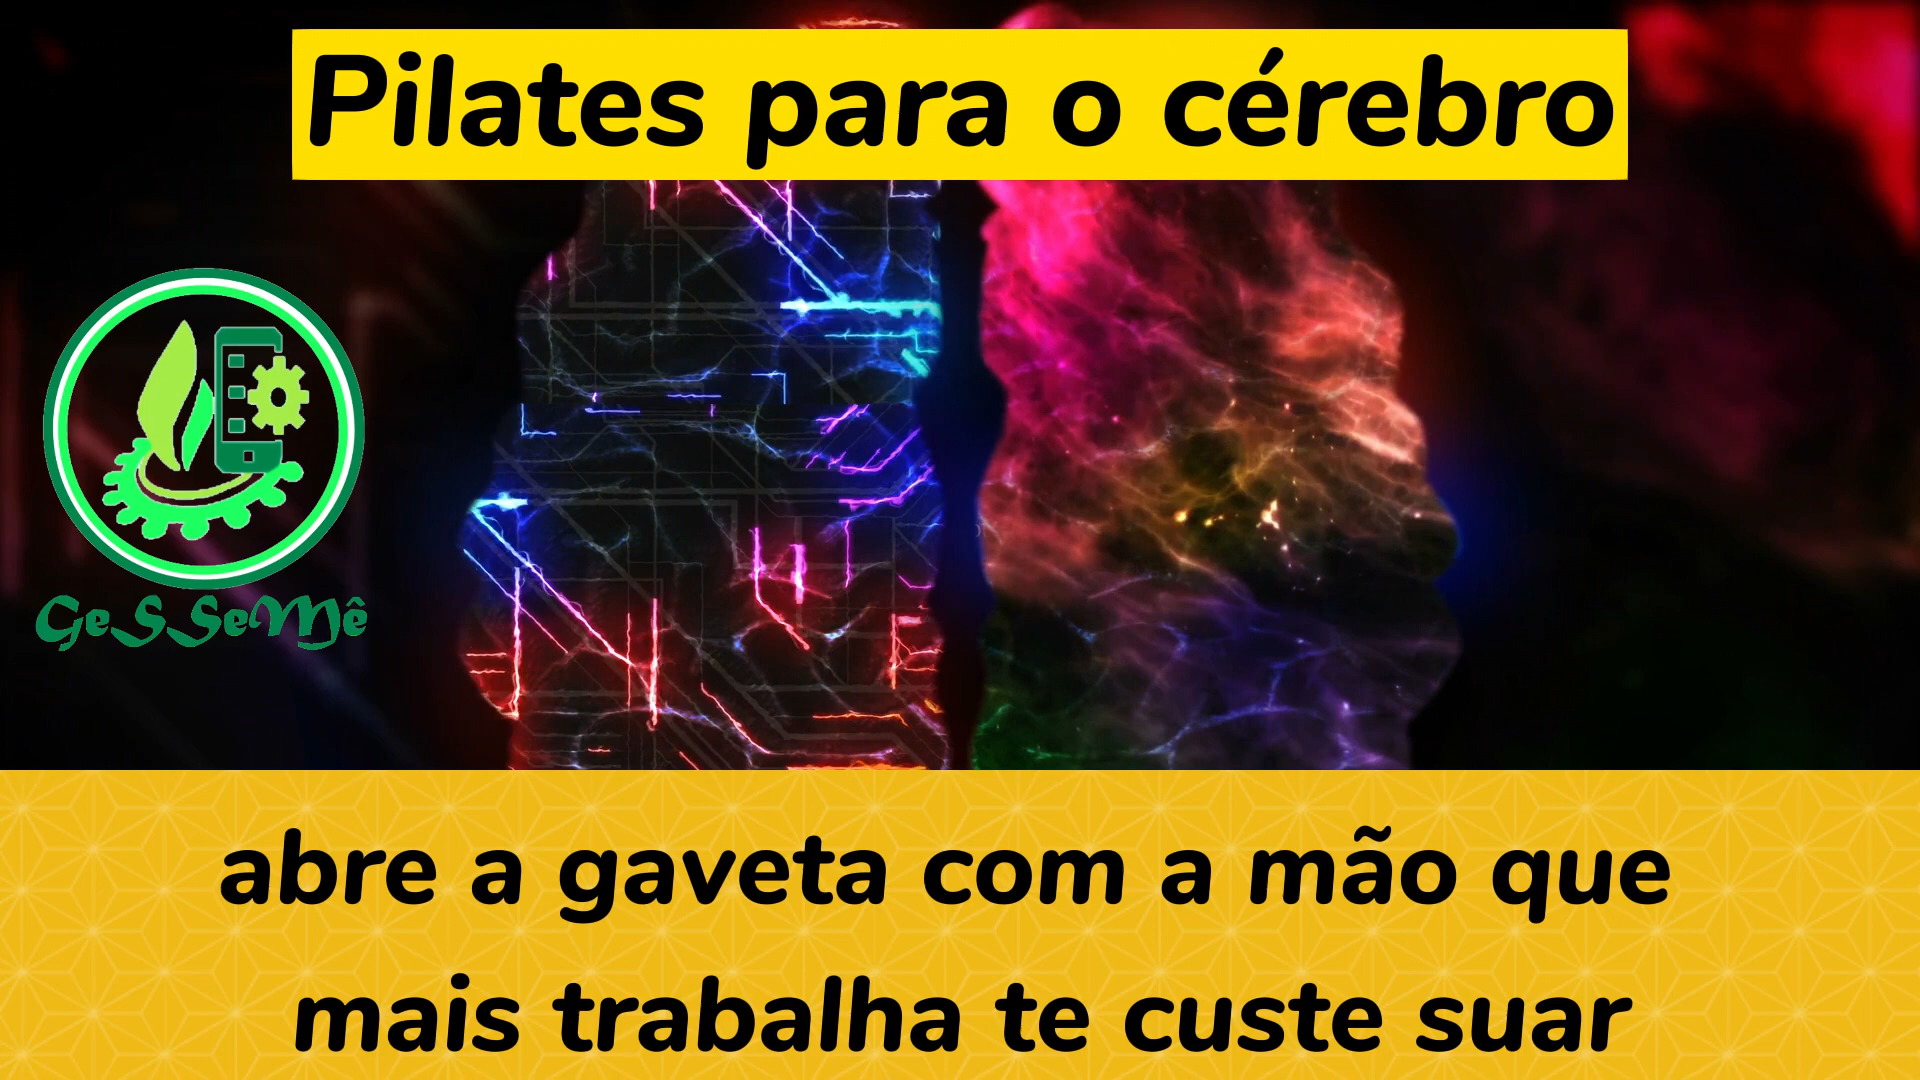 Pilates para o cérebro
GeSSeMê
abre a gaveta com a mão que
mais trabalha te custe suar